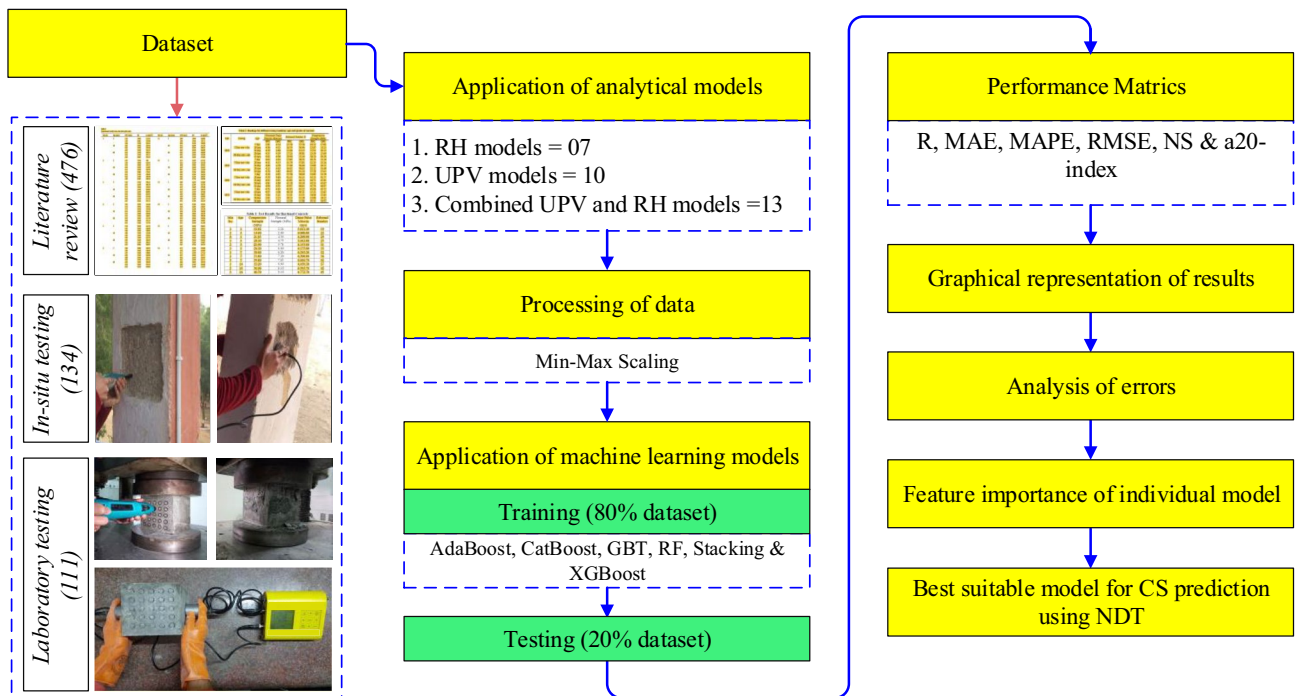 Dataset
Literature
review (476)
In-situ testing
(134)
Laboratory testing
(111)
Application of analytical models
1. RH models = 07
2. UPV models = 10
3. Combined UPV and RH models =13
Processing of data
Min-Max Scaling
Application of machine learning models
Training (80% dataset)
AdaBoost, CatBoost, GBT, RF, Stacking &
XGBoost
Testing (20% dataset)
Performance Matrics
R, MAE, MAPE, RMSE, NS & a20-
index
Graphical representation of results
Analysis of errors
Feature importance of individual model
Best suitable model for CS prediction
using NDT